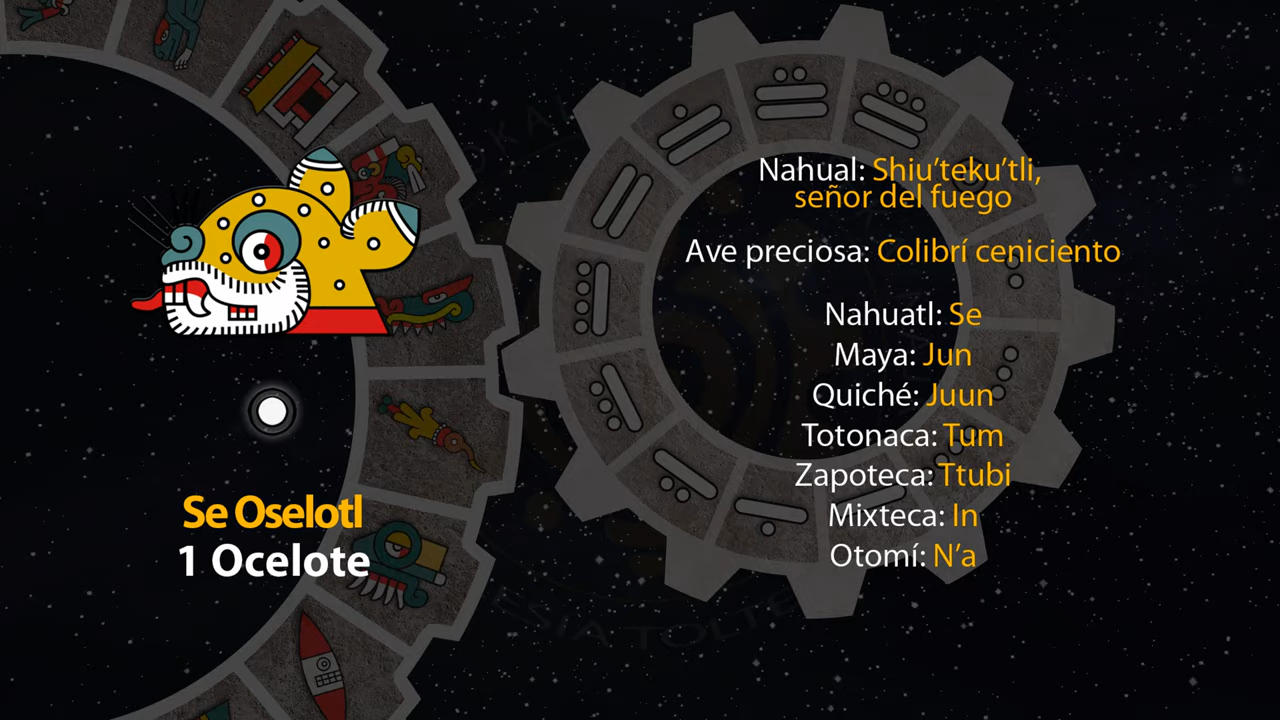 Nahual: Shiu’teku’tli,
señor del fuego
Ave preciosa: Colibrí ceniciento
Nahuatl: Se
Maya: Jun
Quiché: Juun
Totonaca: Tum
Zapoteca: Ttubi
Mixteca: In
Otomí: N’a
Se Oselotl
1 Ocelote